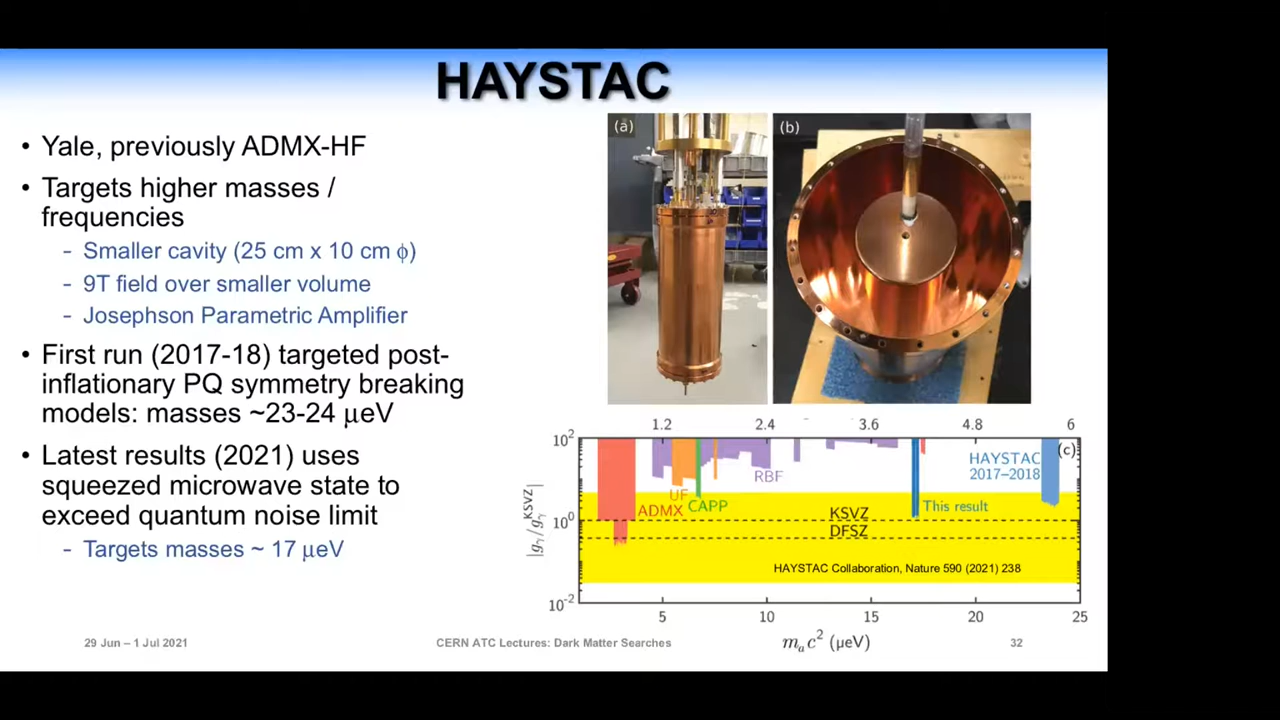 HAYSTAC
• Yale, previously ADMX-HF
• Targets higher masses /
frequencies
- Smaller cavity (25 cm x 10 cm ϕ)
- 9T field over smaller volume
- Josephson Parametric Amplifier
• First run (2017-18) targeted post-
inflationary PQ symmetry breaking
models: masses ~23-24 μeV
• Latest results (2021) uses
squeezed microwave state to
exceed quantum noise limit
- Targets masses ~ 17 μeV
(a)
(b)
1.2 2.4 3.6 4.8 6
(c)
10²
10⁰
10⁻²
|gᵧ/gᵧᴷˢⱽᶻ|
HAYSTAC
2017–2018
RBF
UF
ADMX
CAPP
This result
KSVZ
DFSZ
HAYSTAC Collaboration, Nature 590 (2021) 238
5 10 15 20 25
mₐc² (μeV)
29 Jun – 1 Jul 2021
CERN ATC Lectures: Dark Matter Searches
32